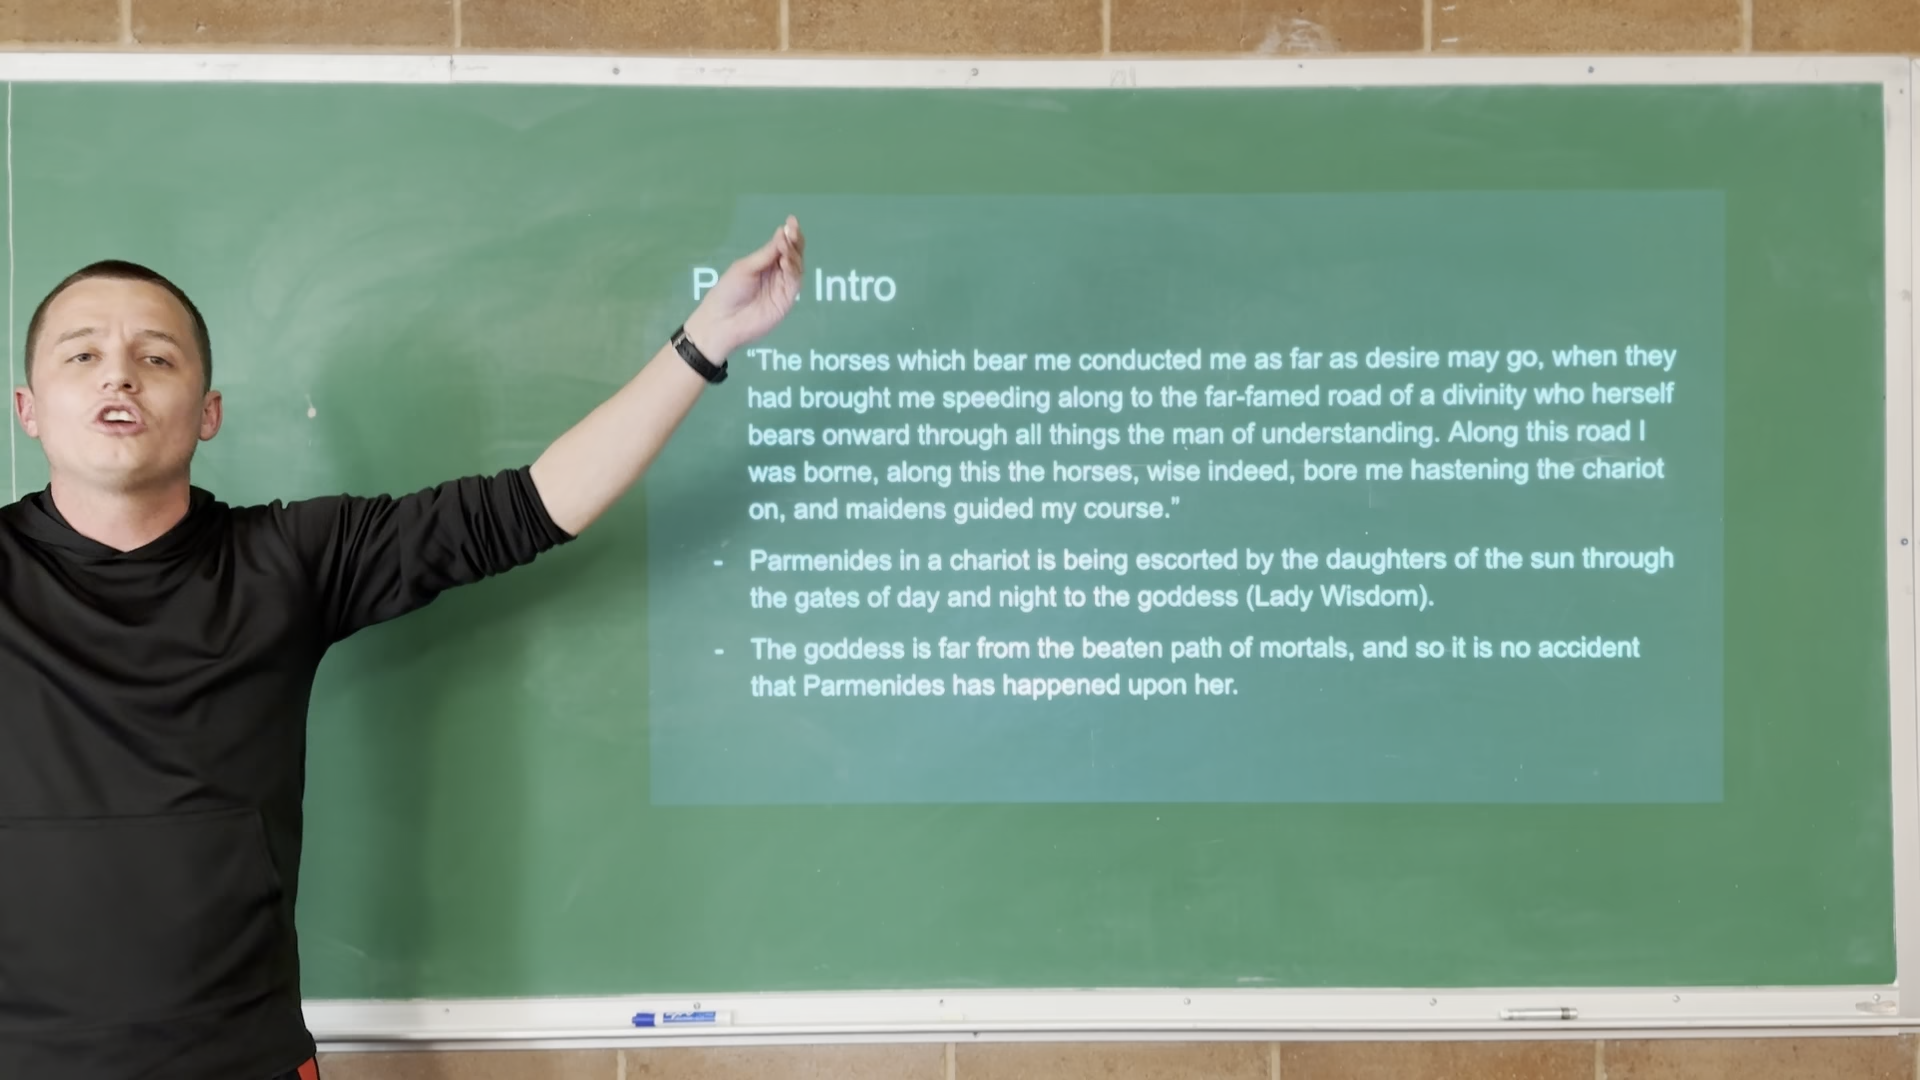 Intro
“The horses which bear me conducted me as far as desire may go, when they
had brought me speeding along to the far-famed road of a divinity who herself
bears onward through all things the man of understanding. Along this road I
was borne, along this the horses, wise indeed, bore me hastening the chariot
on, and maidens guided my course.”
- Parmenides in a chariot is being escorted by the daughters of the sun through
the gates of day and night to the goddess (Lady Wisdom).
- The goddess is far from the beaten path of mortals, and so it is no accident
that Parmenides has happened upon her.